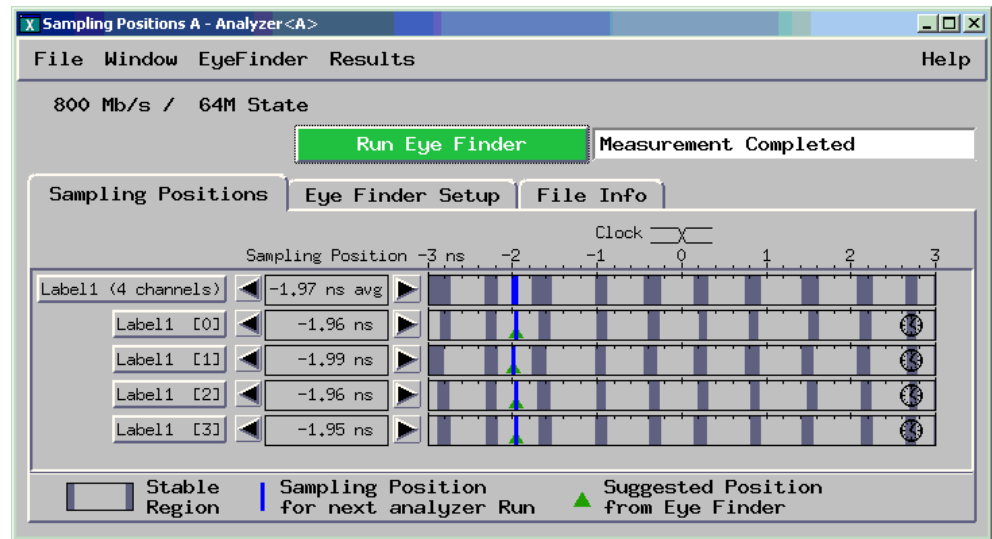 X Sampling Positions A - Analyzer<A>
File Window EyeFinder Results Help
800 Mb/s / 64M State
Run Eye Finder Measurement Completed
Sampling Positions Eye Finder Setup File Info
Clock
Sampling Position -3 ns -2 -1 0 1 2 3
Label1 (4 channels) -1.97 ns avg
Label1 [0] -1.96 ns
Label1 [1] -1.99 ns
Label1 [2] -1.96 ns
Label1 [3] -1.95 ns
Stable Sampling Position Suggested Position
Region for next analyzer Run from Eye Finder